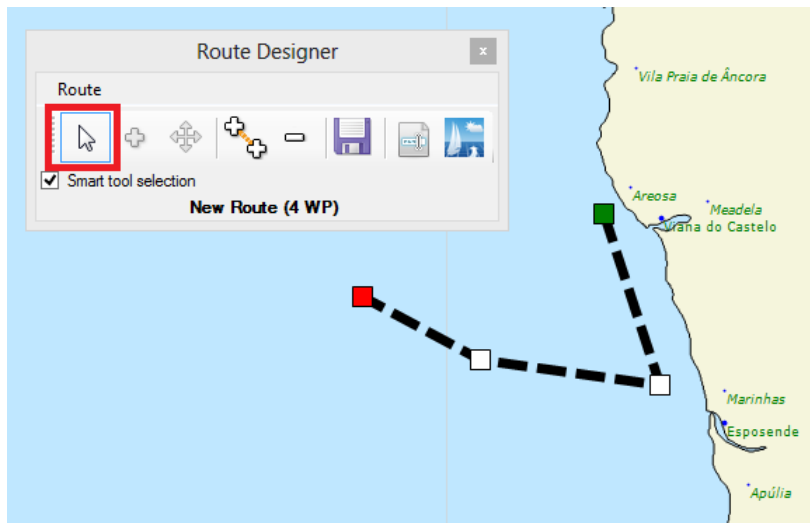 Route Designer
x
Route
Smart tool selection
New Route (4 WP)
Vila Praia de Âncora
Areosa
Meadela
Viana do Castelo
Marinhas
Esposende
Apúlia